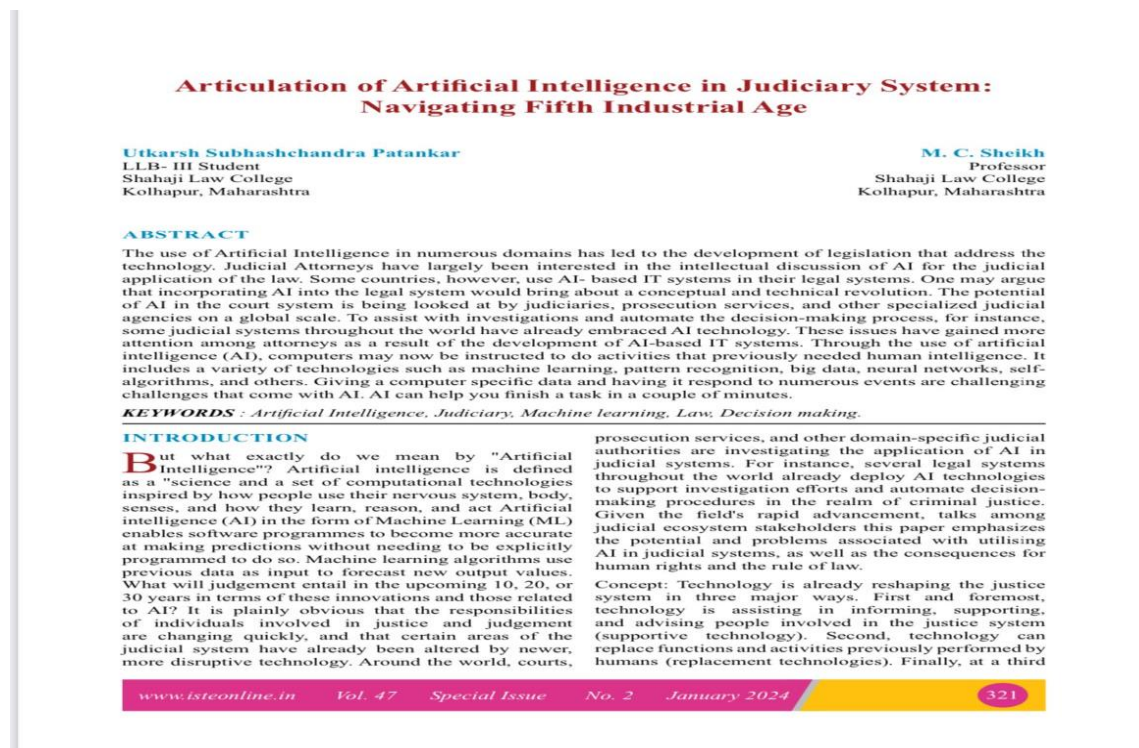 Articulation of Artificial Intelligence in Judiciary System:
Navigating Fifth Industrial Age
Utkarsh Subhashchandra Patankar
LLB- III Student
Shahaji Law College
Kolhapur, Maharashtra
M. C. Sheikh
Professor
Shahaji Law College
Kolhapur, Maharashtra
ABSTRACT
The use of Artificial Intelligence in numerous domains has led to the development of legislation that address the
technology. Judicial Attorneys have largely been interested in the intellectual discussion of AI for the judicial
application of the law. Some countries, however, use AI- based IT systems in their legal systems. One may argue
that incorporating AI into the legal system would bring about a conceptual and technical revolution. The potential
of AI in the court system is being looked at by judiciaries, prosecution services, and other specialized judicial
agencies on a global scale. To assist with investigations and automate the decision-making process, for instance,
some judicial systems throughout the world have already embraced AI technology. These issues have gained more
attention among attorneys as a result of the development of AI-based IT systems. Through the use of artificial
intelligence (AI), computers may now be instructed to do activities that previously needed human intelligence. It
includes a variety of technologies such as machine learning, pattern recognition, big data, neural networks, self-
algorithms, and others. Giving a computer specific data and having it respond to numerous events are challenging
challenges that come with AI. AI can help you finish a task in a couple of minutes.
KEYWORDS : Artificial Intelligence, Judiciary, Machine learning, Law, Decision making.
INTRODUCTION
But what exactly do we mean by "Artificial
Intelligence"? Artificial intelligence is defined
as a "science and a set of computational technologies
inspired by how people use their nervous system, body,
senses, and how they learn, reason, and act Artificial
intelligence (AI) in the form of Machine Learning (ML)
enables software programmes to become more accurate
at making predictions without needing to be explicitly
programmed to do so. Machine learning algorithms use
previous data as input to forecast new output values.
What will judgement entail in the upcoming 10, 20, or
30 years in terms of these innovations and those related
to AI? It is plainly obvious that the responsibilities
of individuals involved in justice and judgement
are changing quickly, and that certain areas of the
judicial system have already been altered by newer,
more disruptive technology. Around the world, courts,
prosecution services, and other domain-specific judicial
authorities are investigating the application of AI in
judicial systems. For instance, several legal systems
throughout the world already deploy AI technologies
to support investigation efforts and automate decision-
making procedures in the realm of criminal justice.
Given the field's rapid advancement, talks among
judicial ecosystem stakeholders this paper emphasizes
the potential and problems associated with utilising
AI in judicial systems, as well as the consequences for
human rights and the rule of law.
Concept: Technology is already reshaping the justice
system in three major ways. First and foremost,
technology is assisting in informing, supporting,
and advising people involved in the justice system
(supportive technology). Second, technology can
replace functions and activities previously performed by
humans (replacement technologies). Finally, at a third
www.isteonline.in Vol. 47 Special Issue No. 2 January 2024 321